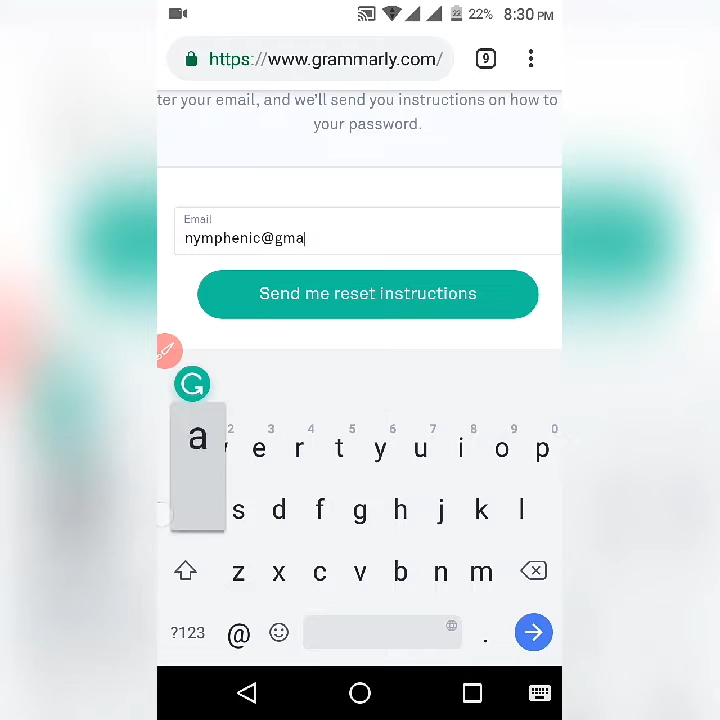 22 22% 8:30 PM
https://www.grammarly.com/ 9
ter your email, and we'll send you instructions on how to
your password.
Email
nymphenic@gma
Send me reset instructions
G
a
2 3 4 5 6 7 8 9 0
e r t y u i o p
s d f g h j k l
z x c v b n m
?123 @ .